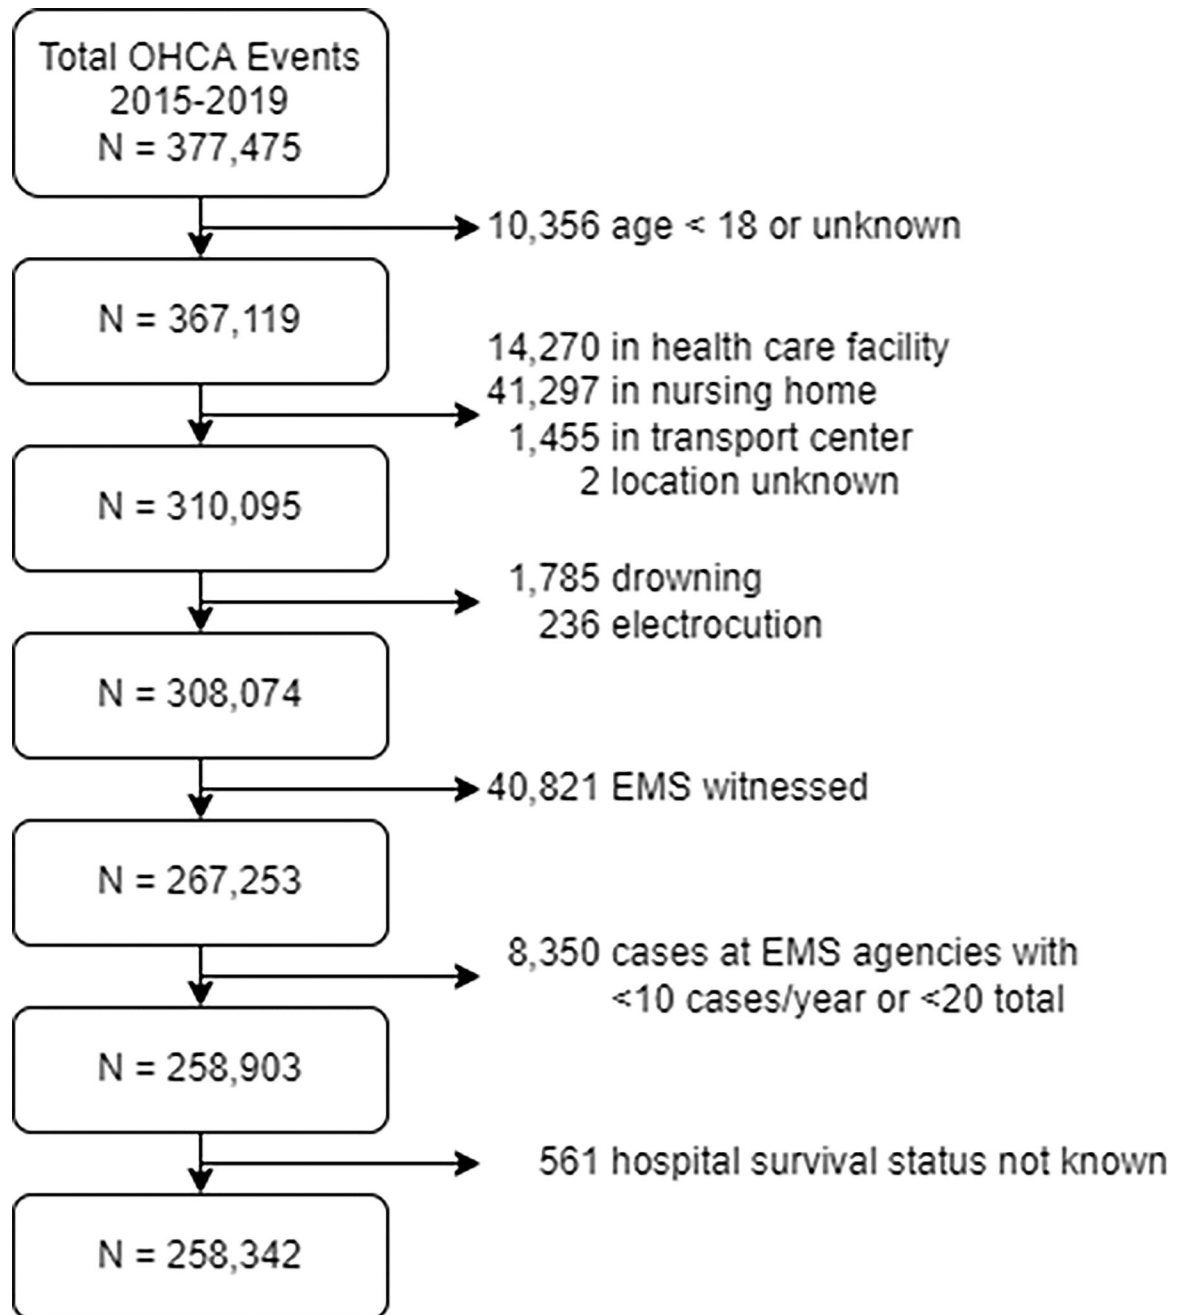 Total OHCA Events
2015-2019
N = 377,475
10,356 age < 18 or unknown
N = 367,119
14,270 in health care facility
41,297 in nursing home
1,455 in transport center
2 location unknown
N = 310,095
1,785 drowning
236 electrocution
N = 308,074
40,821 EMS witnessed
N = 267,253
8,350 cases at EMS agencies with
<10 cases/year or <20 total
N = 258,903
561 hospital survival status not known
N = 258,342